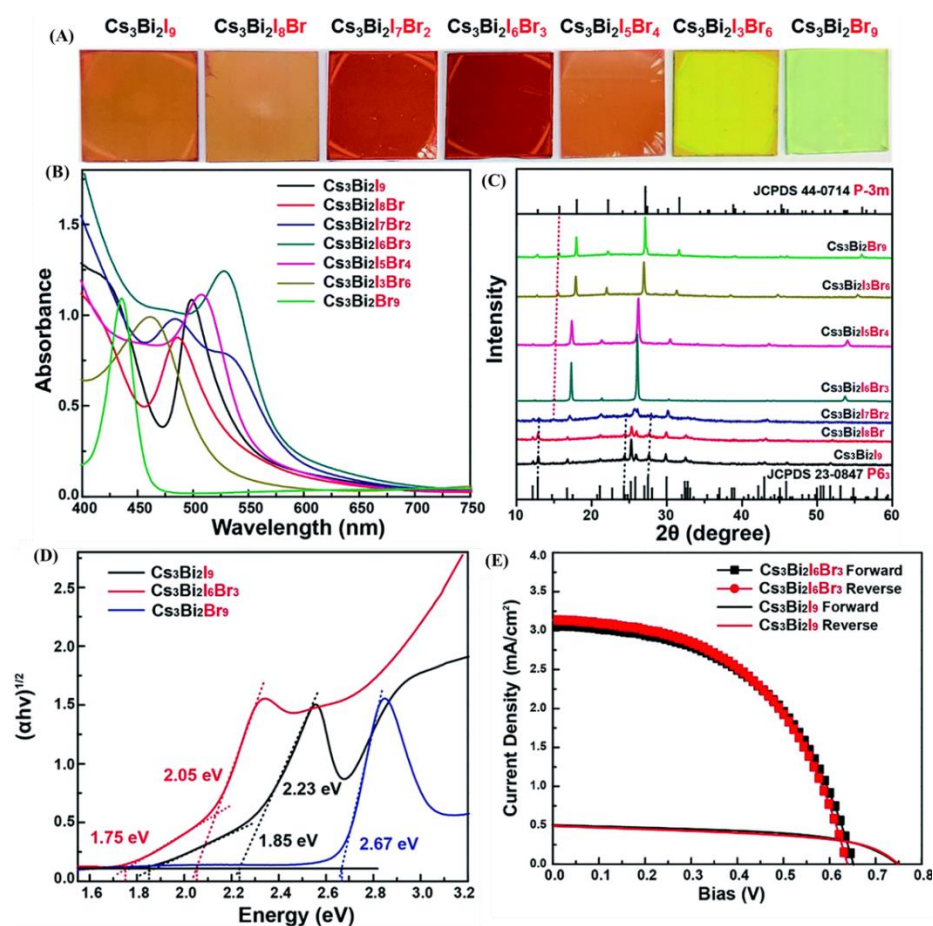 (A)
Cs3Bi2I9 Cs3Bi2I8Br Cs3Bi2I7Br2 Cs3Bi2I6Br3 Cs3Bi2I5Br4 Cs3Bi2I3Br6 Cs3Bi2Br9
(B)
Cs3Bi2I9
Cs3Bi2I8Br
Cs3Bi2I7Br2
Cs3Bi2I6Br3
Cs3Bi2I5Br4
Cs3Bi2I3Br6
Cs3Bi2Br9
1.5
1.0
0.5
0.0
Absorbance
400 450 500 550 600 650 700 750
Wavelength (nm)
(C)
JCPDS 44-0714 P-3m
Cs3Bi2Br9
Cs3Bi2I3Br6
Cs3Bi2I5Br4
Cs3Bi2I6Br3
Cs3Bi2I7Br2
Cs3Bi2I8Br
Cs3Bi2I9
JCPDS 23-0847 P63
Intensity
10 20 30 40 50 60
2θ (degree)
(D)
Cs3Bi2I9
Cs3Bi2I6Br3
Cs3Bi2Br9
2.5
2.0
1.5
1.0
0.5
0.0
(αhv)1/2
2.05 eV
1.75 eV
2.23 eV
1.85 eV
2.67 eV
1.6 1.8 2.0 2.2 2.4 2.6 2.8 3.0 3.2
Energy (eV)
(E)
Cs3Bi2I6Br3 Forward
Cs3Bi2I6Br3 Reverse
Cs3Bi2I9 Forward
Cs3Bi2I9 Reverse
4.0
3.5
3.0
2.5
2.0
1.5
1.0
0.5
0.0
Current Density (mA/cm2)
0.0 0.1 0.2 0.3 0.4 0.5 0.6 0.7 0.8
Bias (V)